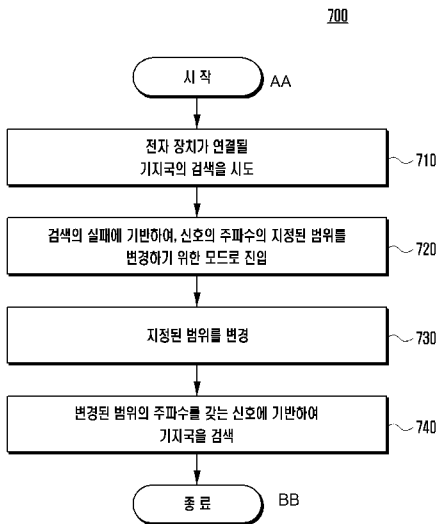 700
시 작
AA
전자 장치가 연결될
기지국의 검색을 시도
710
검색의 실패에 기반하여, 신호의 주파수의 지정된 범위를
변경하기 위한 모드로 진입
720
지정된 범위를 변경
730
변경된 범위의 주파수를 갖는 신호에 기반하여
기지국을 검색
740
종 료
BB